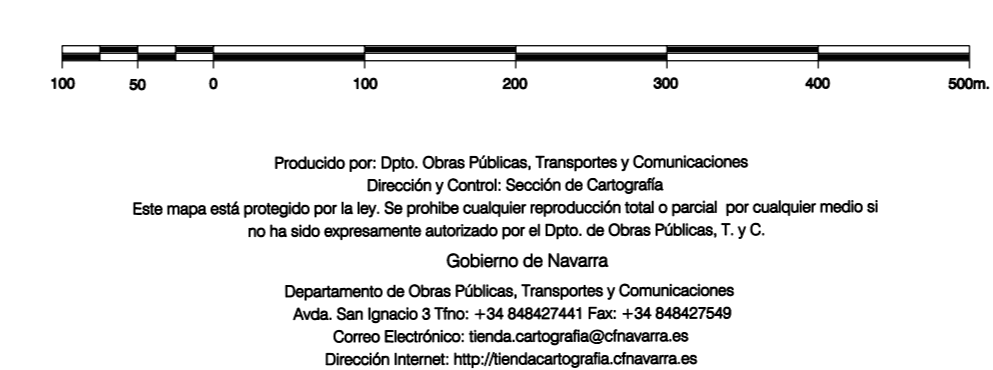 100 50 0 100 200 300 400 500m.
Producido por: Dpto. Obras Públicas, Transportes y Comunicaciones
Dirección y Control: Sección de Cartografía
Este mapa está protegido por la ley. Se prohibe cualquier reproducción total o parcial por cualquier medio si
no ha sido expresamente autorizado por el Dpto. de Obras Públicas, T. y C.
Gobierno de Navarra
Departamento de Obras Públicas, Transportes y Comunicaciones
Avda. San Ignacio 3 Tfno: +34 848427441 Fax: +34 848427549
Correo Electrónico: tienda.cartografia@cfnavarra.es
Dirección Internet: http://tiendacartografia.cfnavarra.es